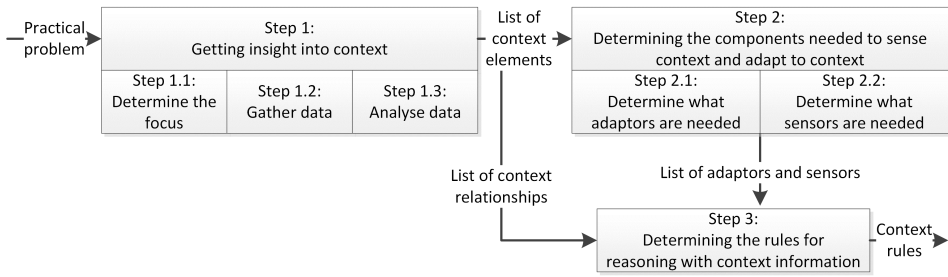 Practical
problem
Step 1:
Getting insight into context
Step 1.1:
Determine the
focus
Step 1.2:
Gather data
Step 1.3:
Analyse data
List of
context
elements
Step 2:
Determining the components needed to sense
context and adapt to context
Step 2.1:
Determine what
adaptors are needed
Step 2.2:
Determine what
sensors are needed
List of context
relationships
List of adaptors and sensors
Step 3:
Determining the rules for
reasoning with context information
Context
rules